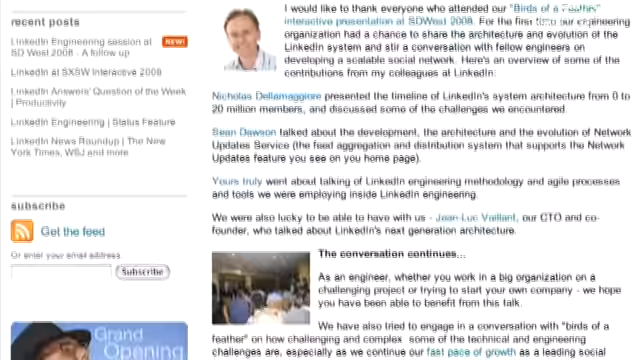 recent posts
LinkedIn Engineering session at
SD West 2008 - A follow up
NEW!
LinkedIn at SXSW Interactive 2008
LinkedIn Answers' Question of the Week
| Productivity
LinkedIn Engineering | Status Feature
LinkedIn News Roundup | The New
York Times, WSJ and more
subscribe
Get the feed
Or enter your email address
Subscribe
Grand
Opening
I would like to thank everyone who attended our "Birds of a Feather"
interactive presentation at SDWest 2008. For the first time our engineering
organization had a chance to share the architecture and evolution of the
LinkedIn system and stir a conversation with fellow engineers on
developing a scalable social network. Here's an overview of some of the
contributions from my colleagues at LinkedIn:
Nicholas Dellamaggiore presented the timeline of LinkedIn's system architecture from 0 to
20 million members, and discussed some of the challenges we encountered.
Sean Dawson talked about the development, the architecture and the evolution of Network
Updates Service (the feed aggregation and distribution system that supports the Network
Updates feature you see on you home page).
Yours truly went about talking of LinkedIn engineering methodology and agile processes
and tools we were employing inside LinkedIn engineering.
We were also lucky to be able to have with us - Jean-Luc Vaillant, our CTO and co-
founder, who talked about LinkedIn's next generation architecture.
The conversation continues...
As an engineer, whether you work in a big organization on a
challenging project or trying to start your own company - we hope
you have been able to benefit from this talk.
We have also tried to engage in a conversation with "birds of a
feather" on how challenging and complex some of the technical and engineering
challenges are, especially as we continue our fast pace of growth as a leading social